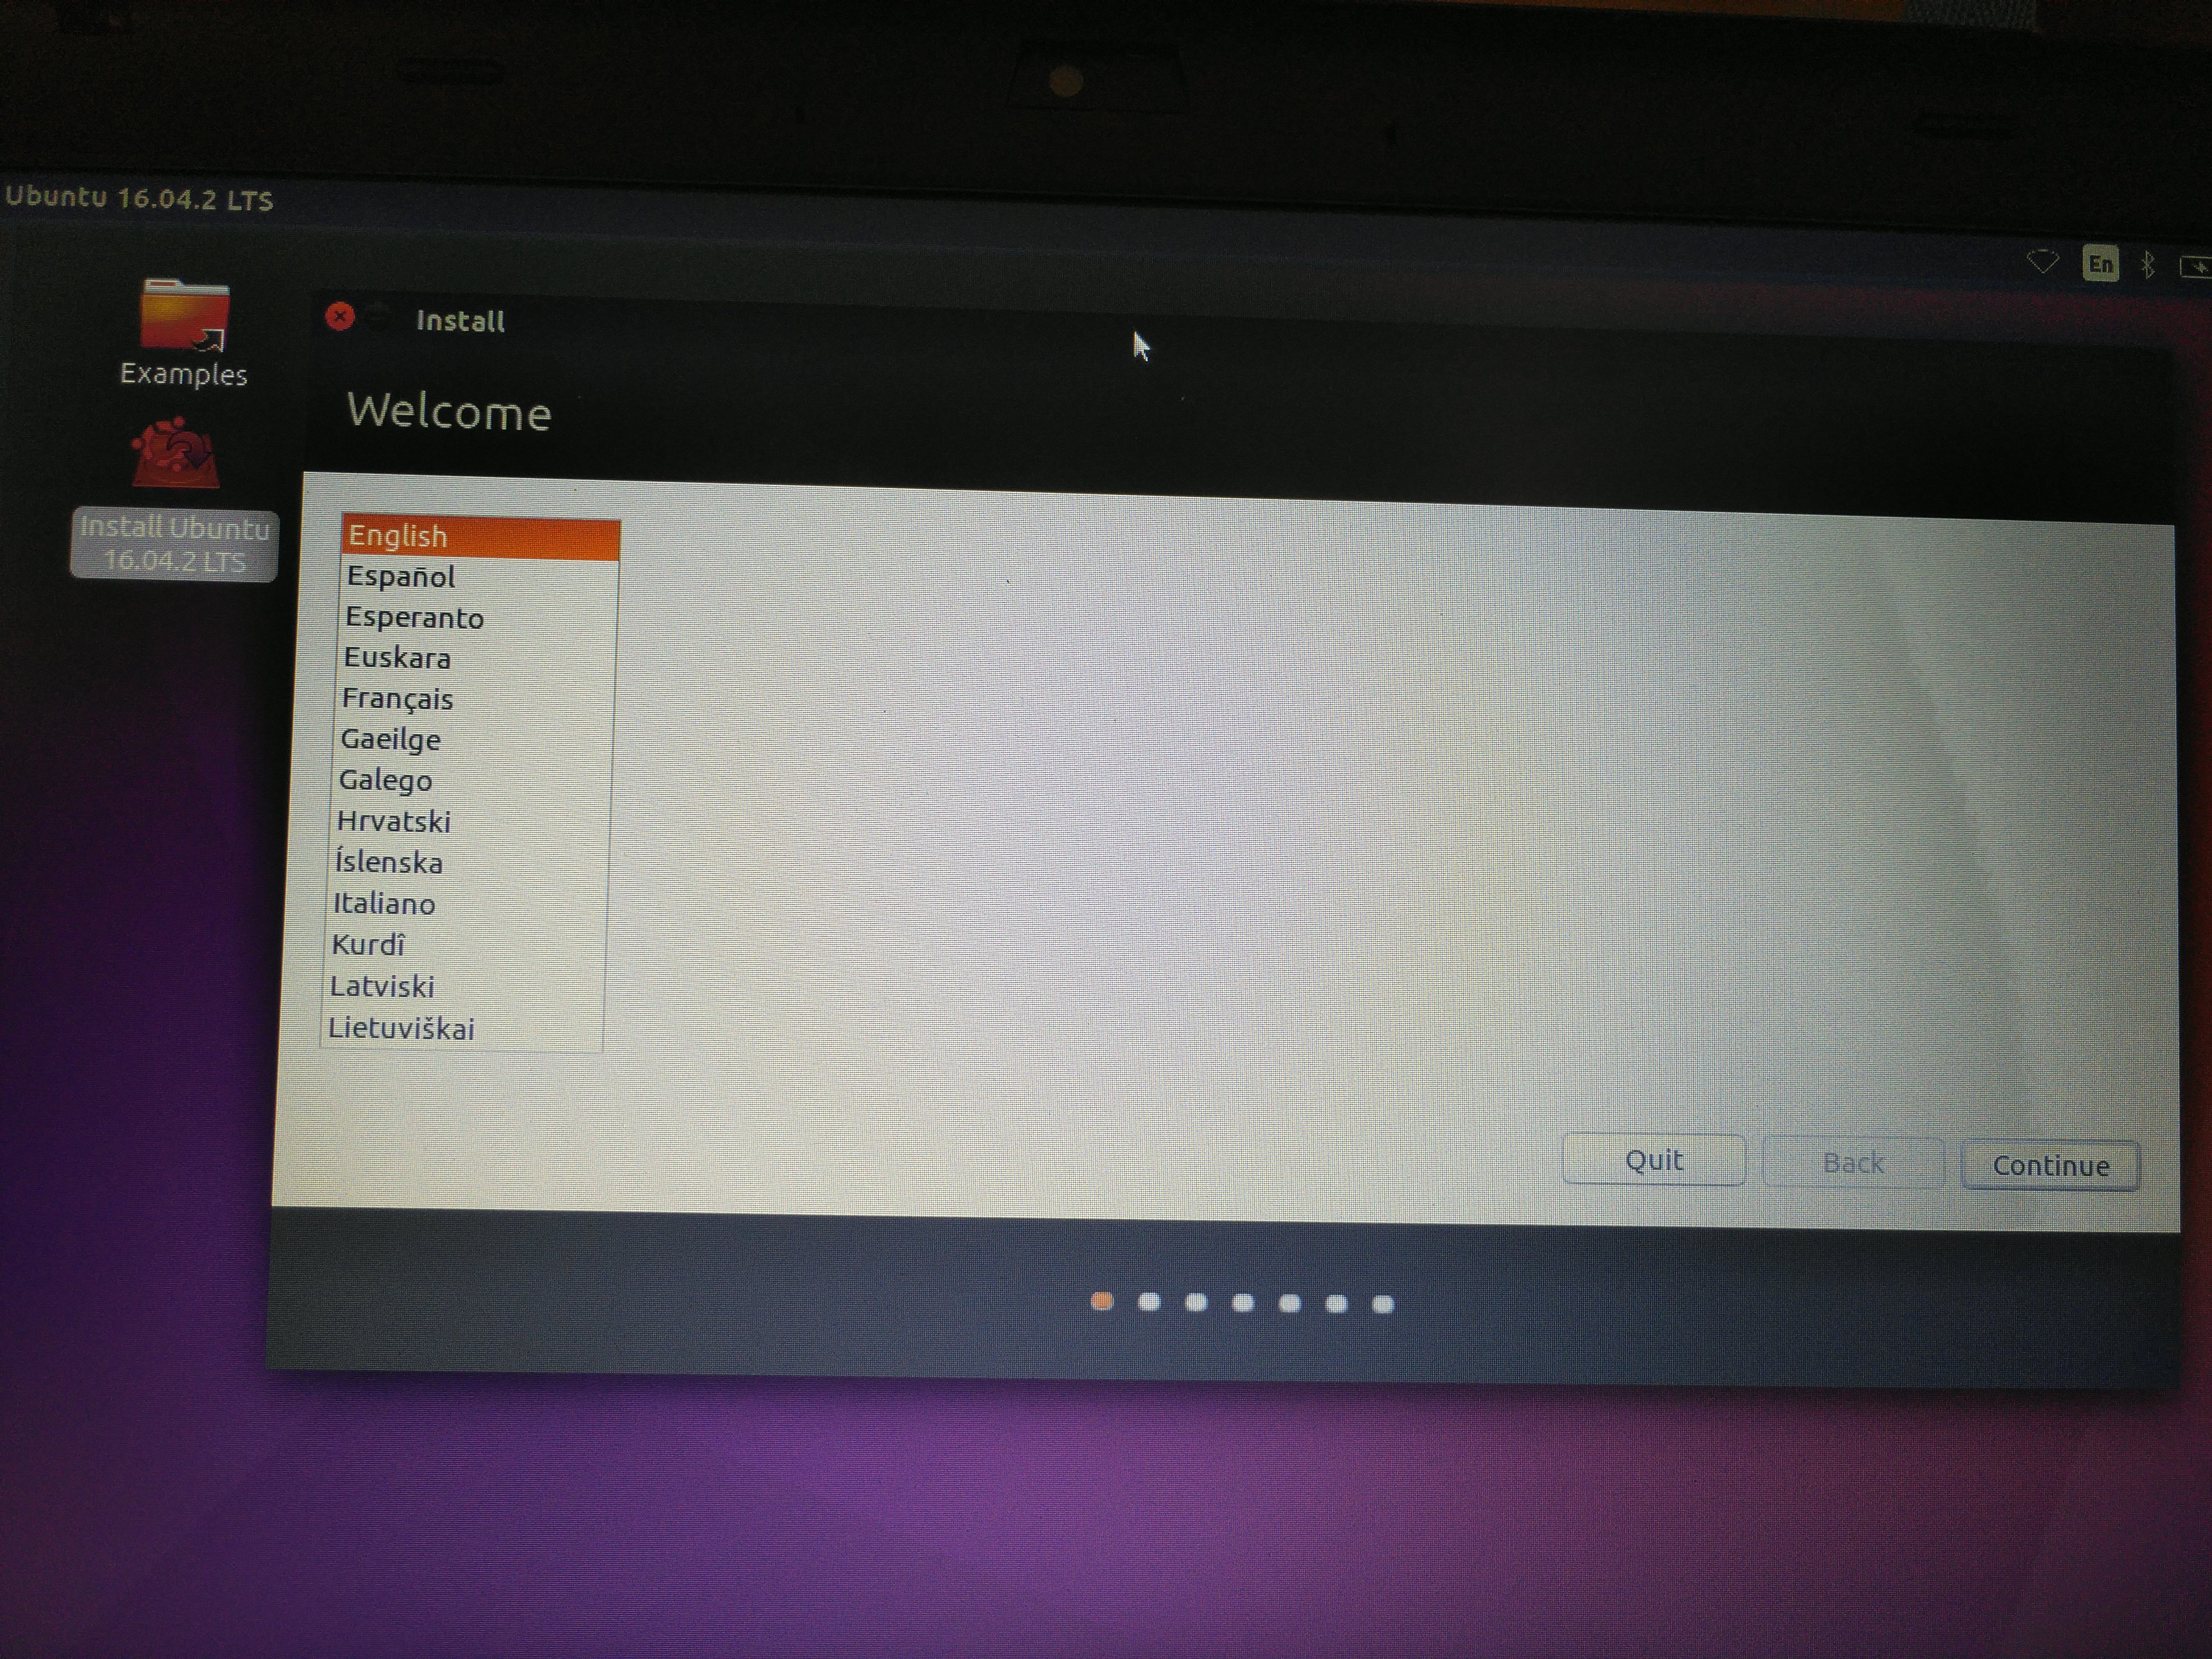 Ubuntu 16.04.2 LTS
En
Examples
Install Ubuntu
16.04.2 LTS
Install
Welcome
English
Español
Esperanto
Euskara
Français
Gaeilge
Galego
Hrvatski
Íslenska
Italiano
Kurdî
Latviski
Lietuviškai
Quit
Back
Continue